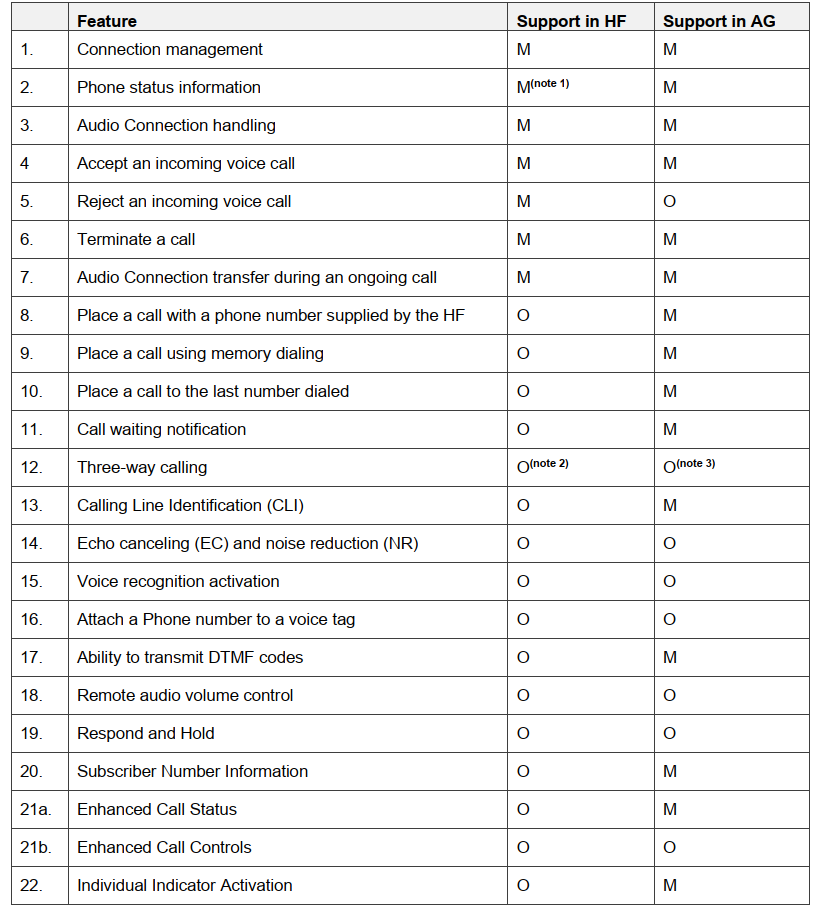 Feature Support in HF Support in AG
1. Connection management M M
2. Phone status information M(note 1) M
3. Audio Connection handling M M
4 Accept an incoming voice call M M
5. Reject an incoming voice call M O
6. Terminate a call M M
7. Audio Connection transfer during an ongoing call M M
8. Place a call with a phone number supplied by the HF O M
9. Place a call using memory dialing O M
10. Place a call to the last number dialed O M
11. Call waiting notification O M
12. Three-way calling O(note 2) O(note 3)
13. Calling Line Identification (CLI) O M
14. Echo canceling (EC) and noise reduction (NR) O O
15. Voice recognition activation O O
16. Attach a Phone number to a voice tag O O
17. Ability to transmit DTMF codes O M
18. Remote audio volume control O O
19. Respond and Hold O O
20. Subscriber Number Information O M
21a. Enhanced Call Status O M
21b. Enhanced Call Controls O O
22. Individual Indicator Activation O M